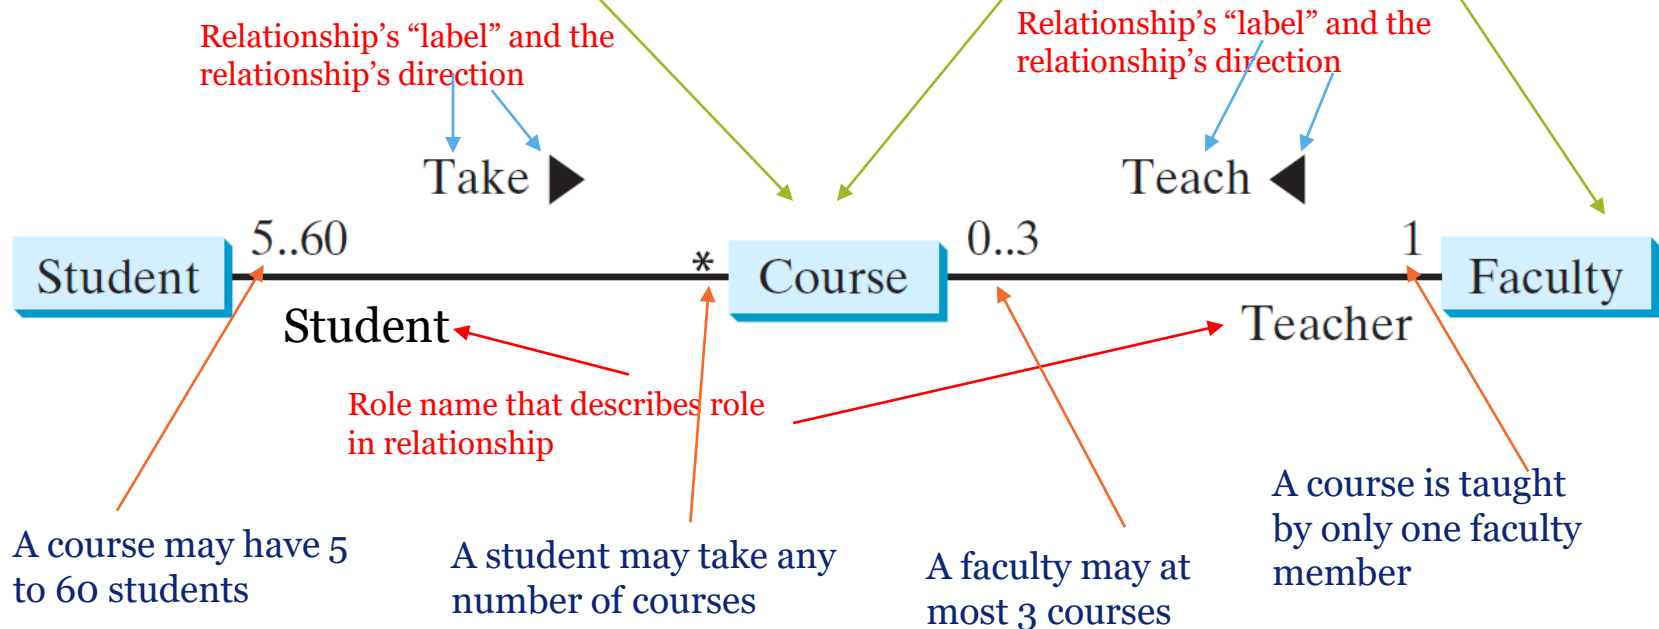 Relationship’s “label” and the
relationship’s direction
Relationship’s “label” and the
relationship’s direction
Take
Teach
5..60
*
0..3
1
Student
Course
Faculty
Student
Teacher
Role name that describes role
in relationship
A course may have 5
to 60 students
A student may take any
number of courses
A faculty may at
most 3 courses
A course is taught
by only one faculty
member